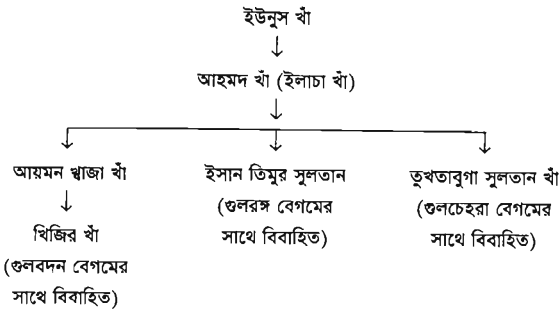 ইউনুস খাঁ
আহমদ খাঁ (ইলাচা খাঁ)
আয়মন খ্বাজা খাঁ
খিজির খাঁ
(গুলবদন বেগমের
সাথে বিবাহিত)
ইসান তিমুর সুলতান
(গুলরঙ্গ বেগমের
সাথে বিবাহিত)
তুখতাবুগা সুলতান খাঁ
(গুলচেহরা বেগমের
সাথে বিবাহিত)